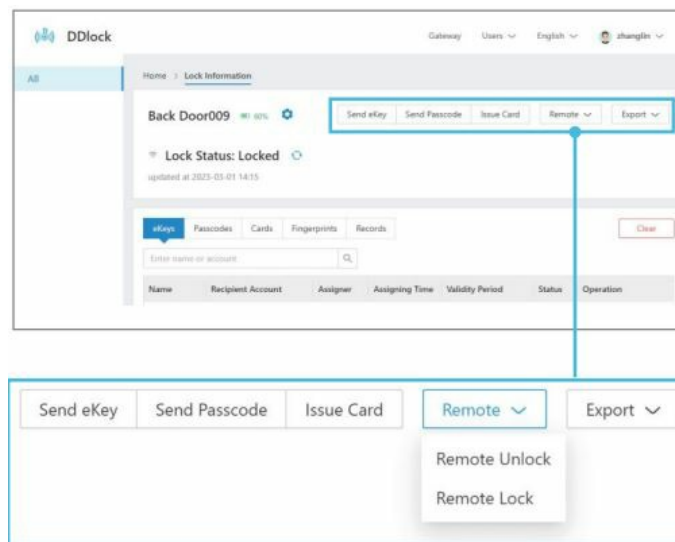 DDlock
Gateway Users English zhanglin
All
Home > Lock Information
Back Door009 80% Send eKey Send Passcode Issue Card Remote Export
Lock Status: Locked
updated at 2023-03-01 14:15
eKeys Passcodes Cards Fingerprints Records Clear
Enter name or account
Name Recipient Account Assigner Assigning Time Validity Period Status Operation
Send eKey Send Passcode Issue Card Remote Export
Remote Unlock
Remote Lock